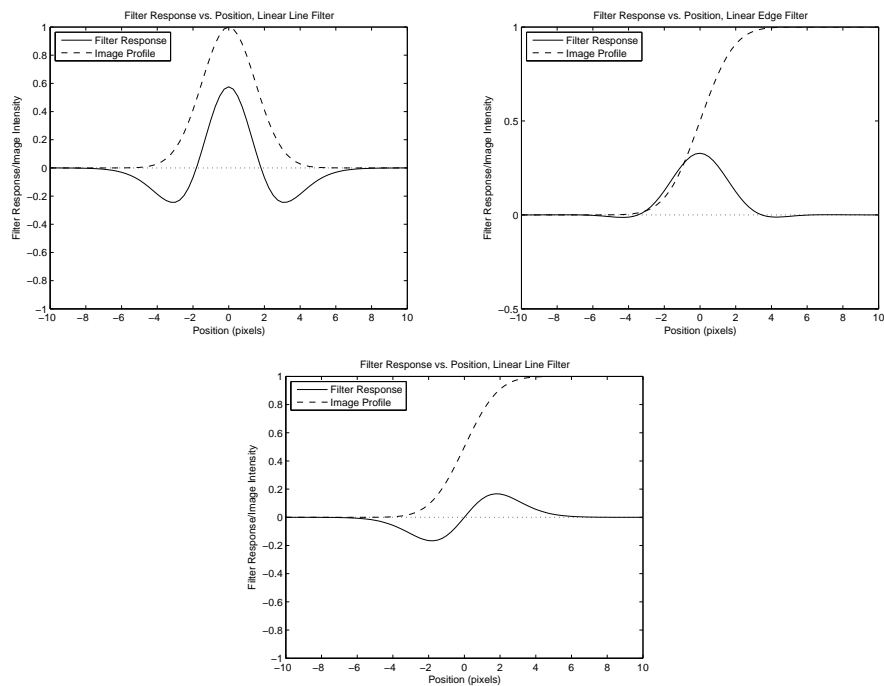 Filter Response vs. Position, Linear Line Filter
Filter Response
Image Profile
Filter Response/Image Intensity
1
0.8
0.6
0.4
0.2
0
−0.2
−0.4
−0.6
−0.8
−1
−10 −8 −6 −4 −2 0 2 4 6 8 10
Position (pixels)
Filter Response vs. Position, Linear Edge Filter
Filter Response
Image Profile
Filter Response/Image Intensity
1
0.5
0
−0.5
−10 −8 −6 −4 −2 0 2 4 6 8 10
Position (pixels)
Filter Response vs. Position, Linear Line Filter
Filter Response
Image Profile
Filter Response/Image Intensity
1
0.8
0.6
0.4
0.2
0
−0.2
−0.4
−0.6
−0.8
−1
−10 −8 −6 −4 −2 0 2 4 6 8 10
Position (pixels)